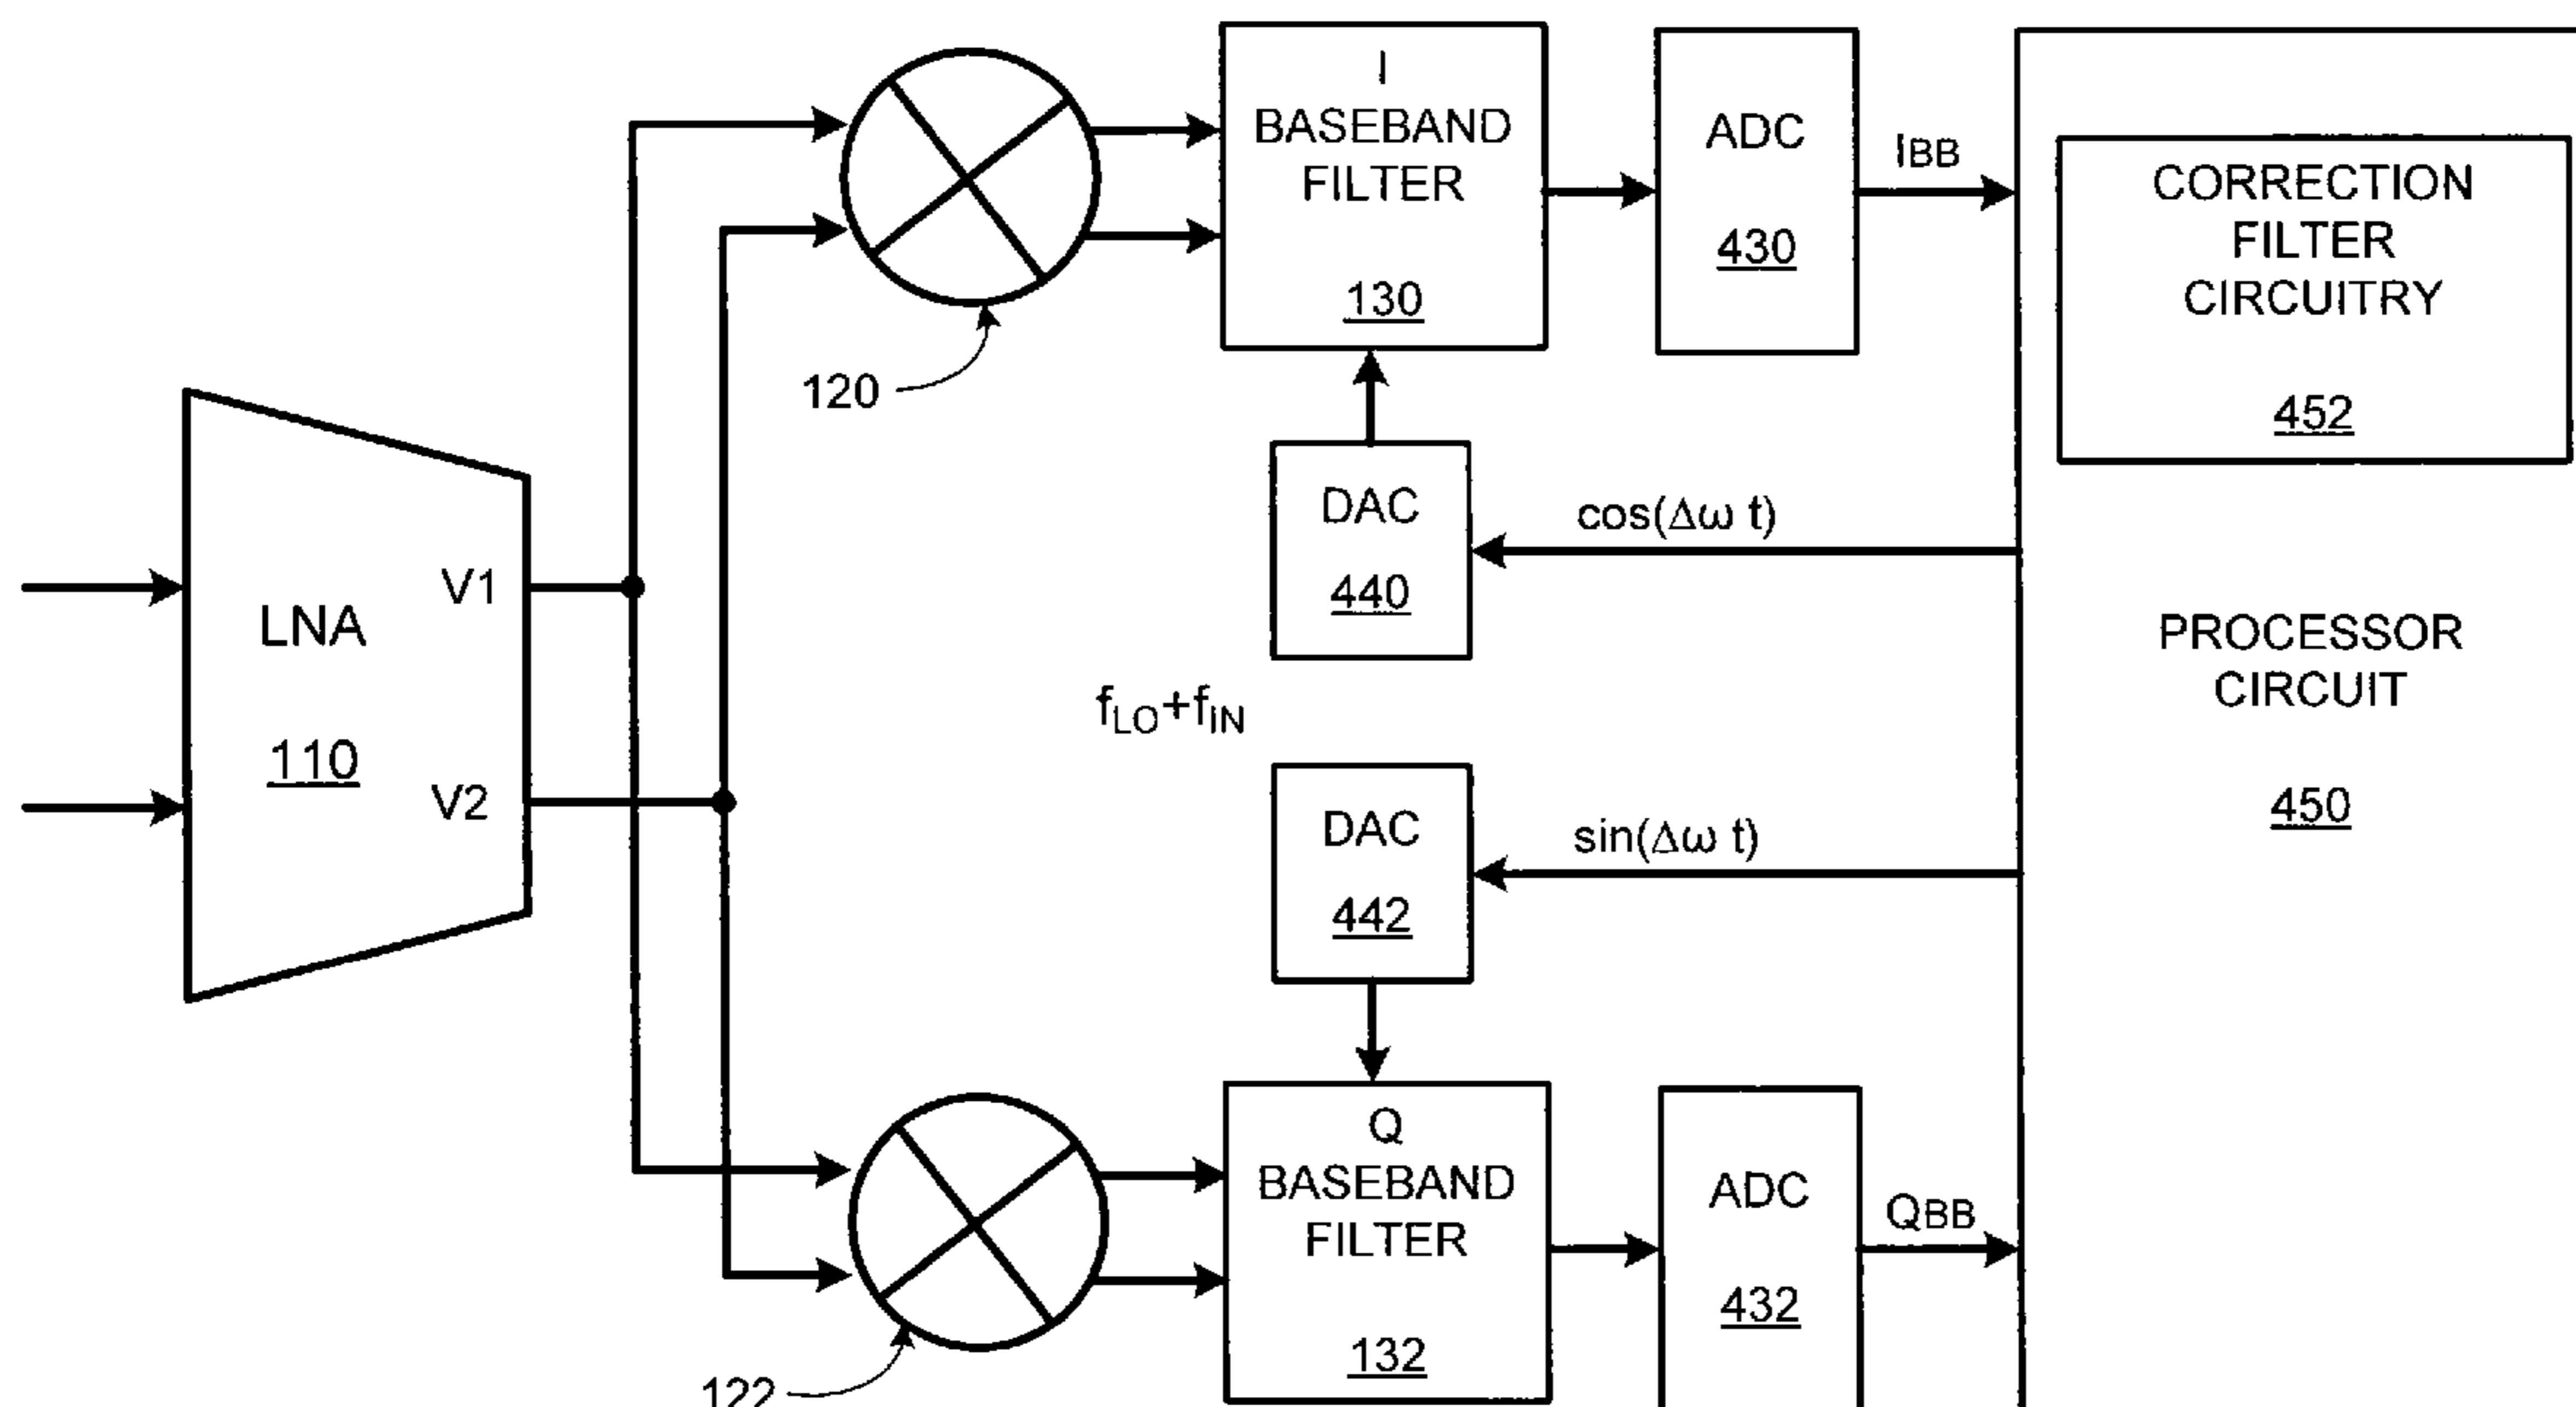 I
BASEBAND
FILTER
130
ADC
430
IBB
CORRECTION
FILTER
CIRCUITRY
452
120
DAC
440
cos(Δω t)
LNA
110
V1
V2
fLO+fIN
PROCESSOR
CIRCUIT
450
DAC
442
sin(Δω t)
Q
BASEBAND
FILTER
132
ADC
432
QBB
122